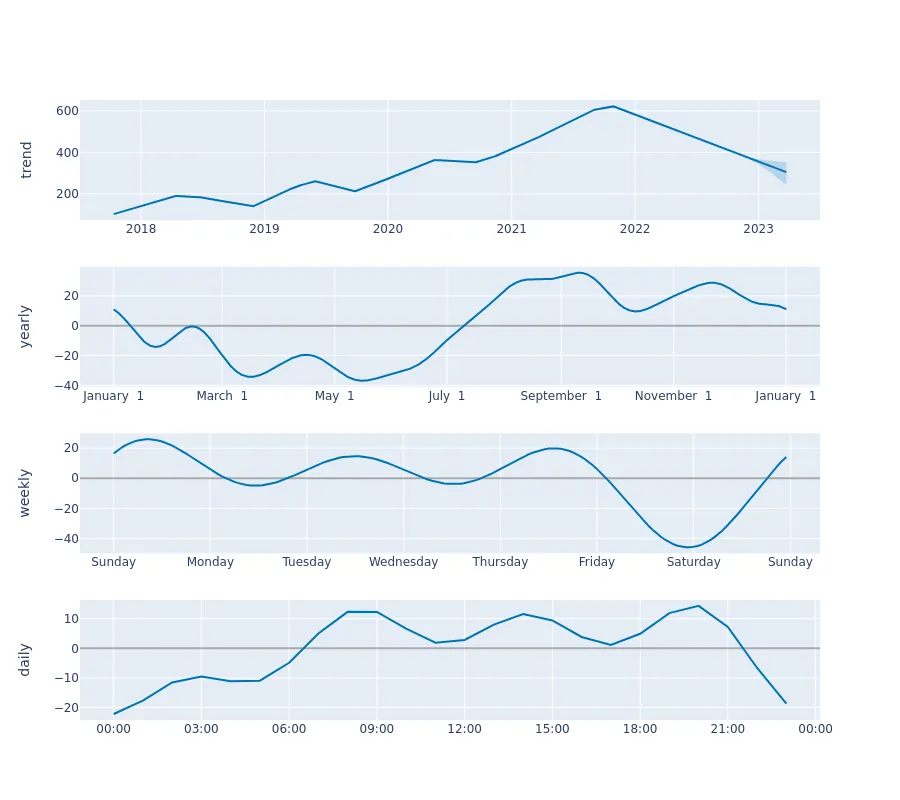 trend
600
400
200
2018 2019 2020 2021 2022 2023
yearly
20
0
−20
−40
January 1 March 1 May 1 July 1 September 1 November 1 January 1
weekly
20
0
−20
−40
Sunday Monday Tuesday Wednesday Thursday Friday Saturday Sunday
daily
10
0
−10
−20
00:00 03:00 06:00 09:00 12:00 15:00 18:00 21:00 00:00